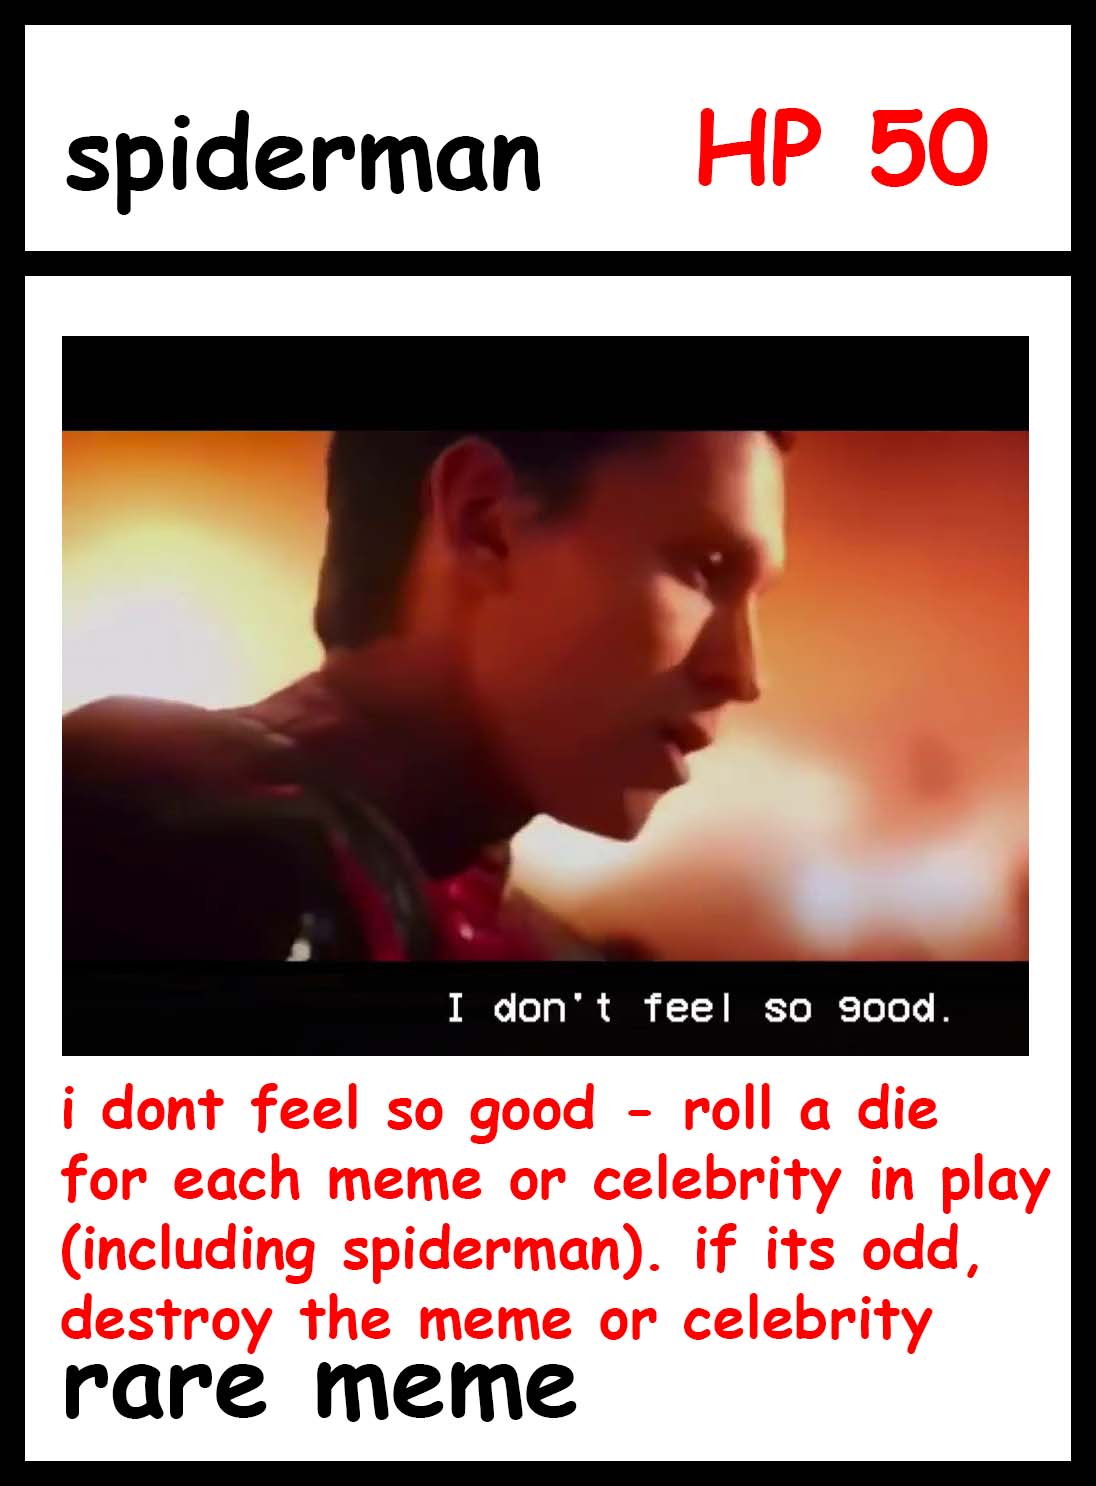 spiderman HP 50
I don't feel so good.
i dont feel so good - roll a die
for each meme or celebrity in play
(including spiderman). if its odd,
destroy the meme or celebrity
rare meme